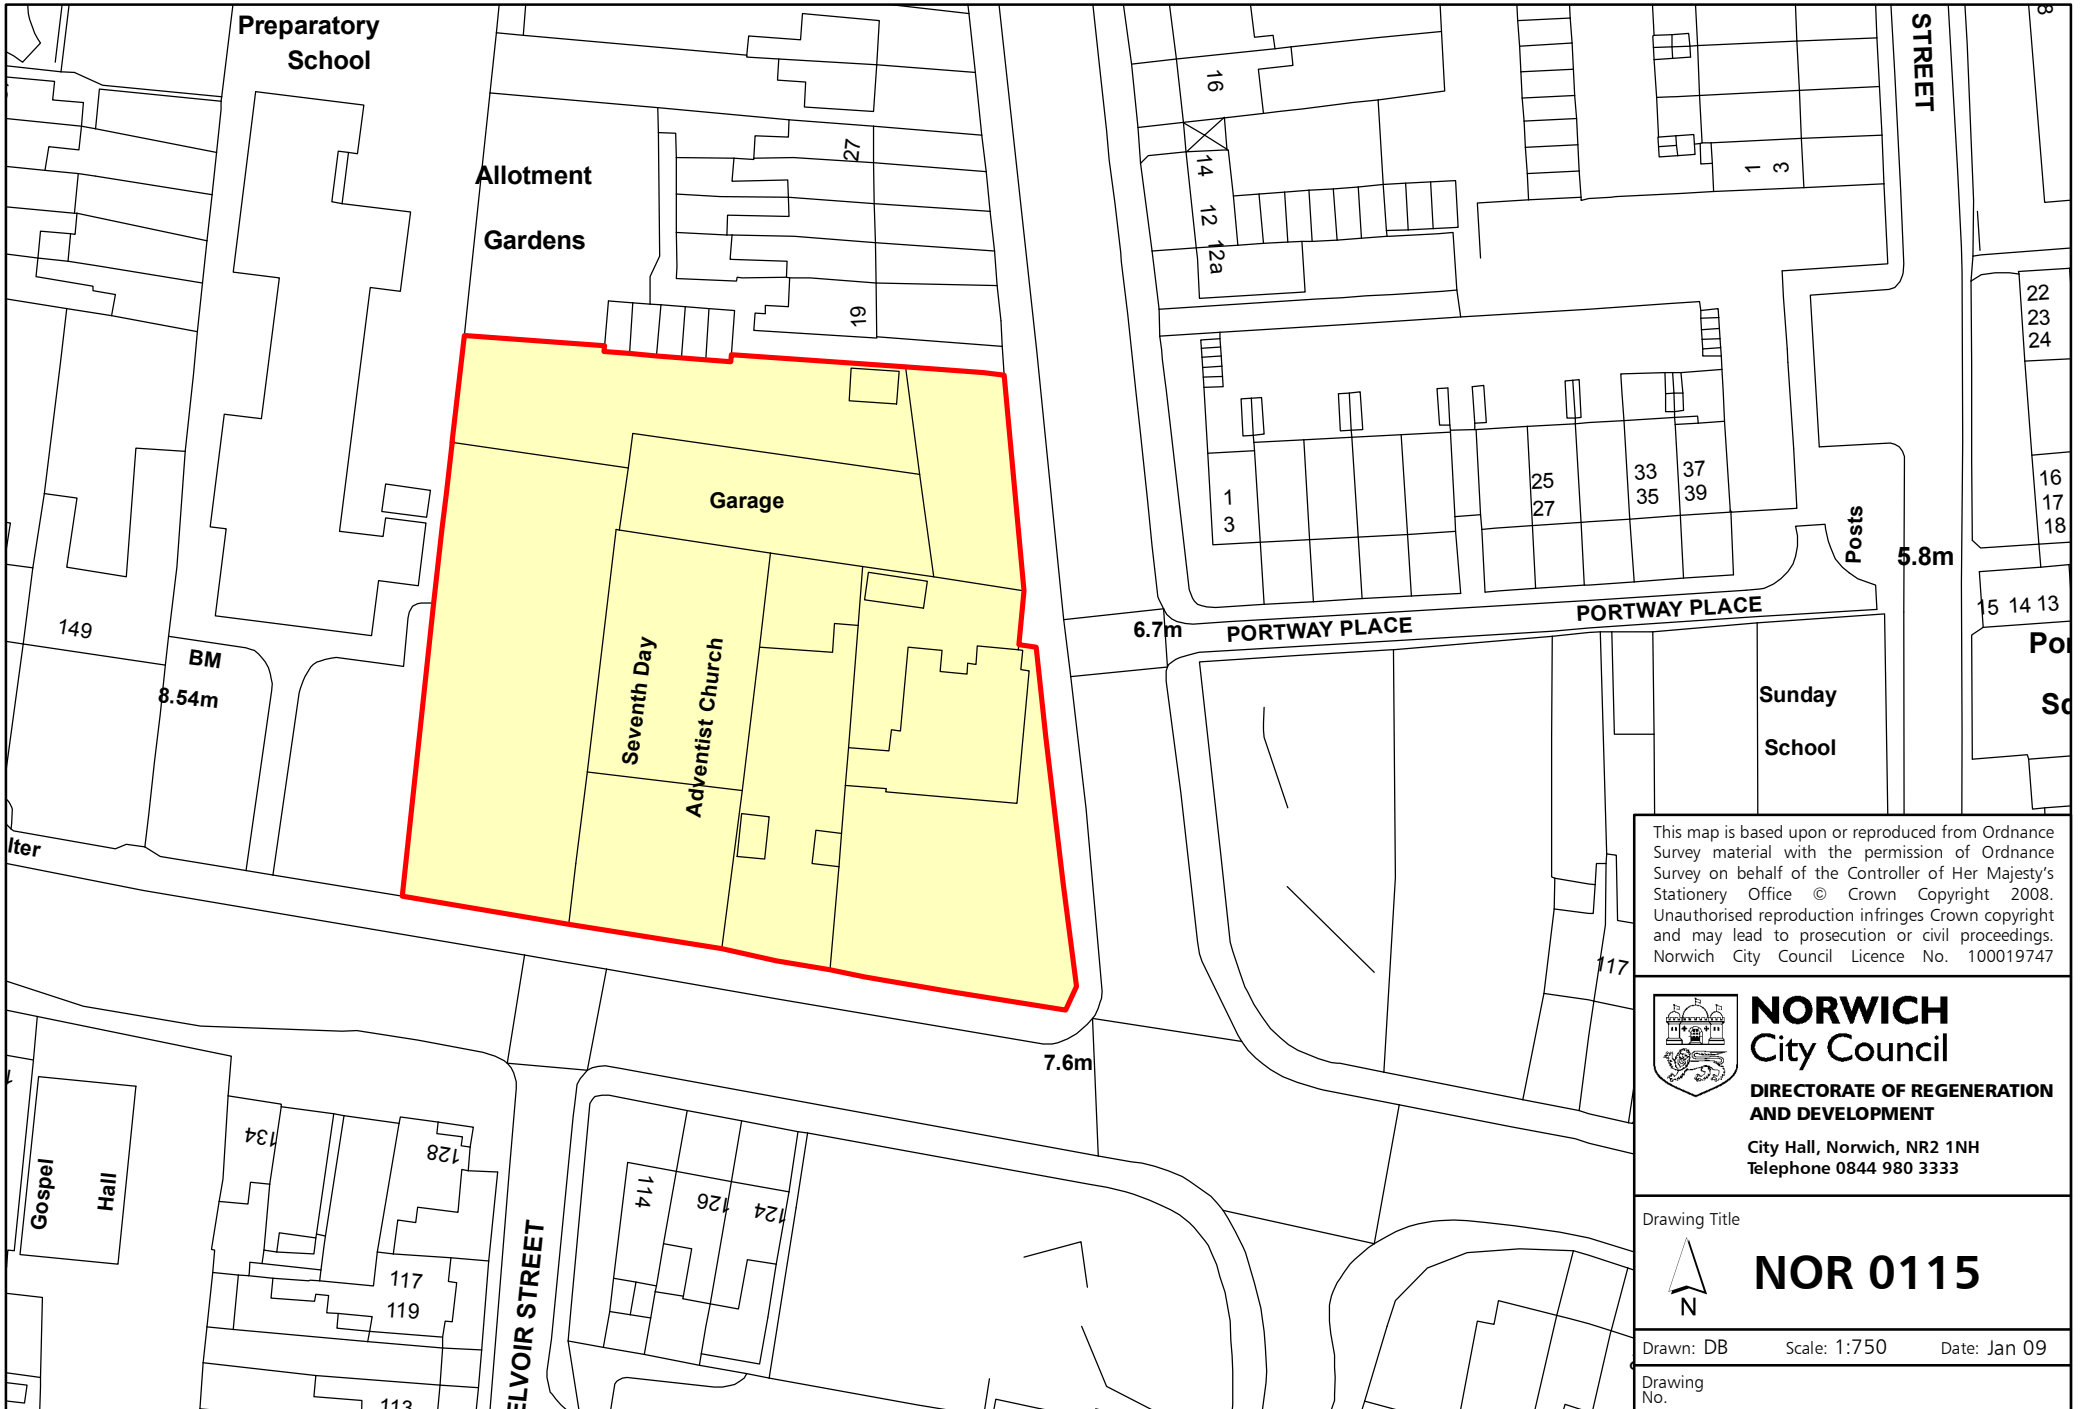 Preparatory
School
STREET
8
16
Allotment
Gardens
27
14
12
12a
1
3
19
22
23
24
Garage
1
3
25
27
33
35
37
39
Posts
5.8m
16
17
18
15 14 13
149
BM
8.54m
Seventh Day
Adventist Church
6.7m
PORTWAY PLACE
PORTWAY PLACE
Por
Sc
Sunday
School
lter
117
7.6m
134
128
114
126
124
Gospel
Hall
117
119
113
ELVOIR STREET
This map is based upon or reproduced from Ordnance
Survey material with the permission of Ordnance
Survey on behalf of the Controller of Her Majesty's
Stationery Office © Crown Copyright 2008.
Unauthorised reproduction infringes Crown copyright
and may lead to prosecution or civil proceedings.
Norwich City Council Licence No. 100019747
NORWICH
City Council
DIRECTORATE OF REGENERATION
AND DEVELOPMENT
City Hall, Norwich, NR2 1NH
Telephone 0844 980 3333
Drawing Title
N
NOR 0115
Drawn: DB Scale: 1:750 Date: Jan 09
Drawing
No.